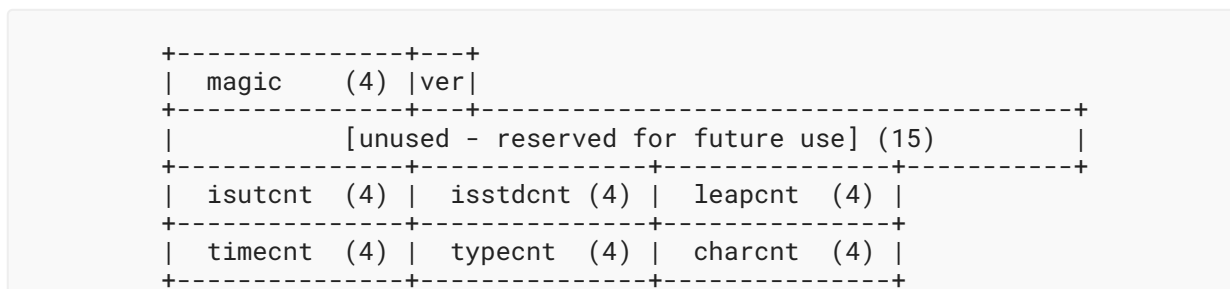 +---------------+---+
|  magic    (4) |ver|
+---------------+---+---------------------------------------+
|           [unused - reserved for future use] (15)         |
+---------------+---------------+---------------+-----------+
|  isutcnt  (4) |  isstdcnt (4) |  leapcnt  (4) |
+---------------+---------------+---------------+
|  timecnt  (4) |  typecnt  (4) |  charcnt  (4) |
+---------------+---------------+---------------+